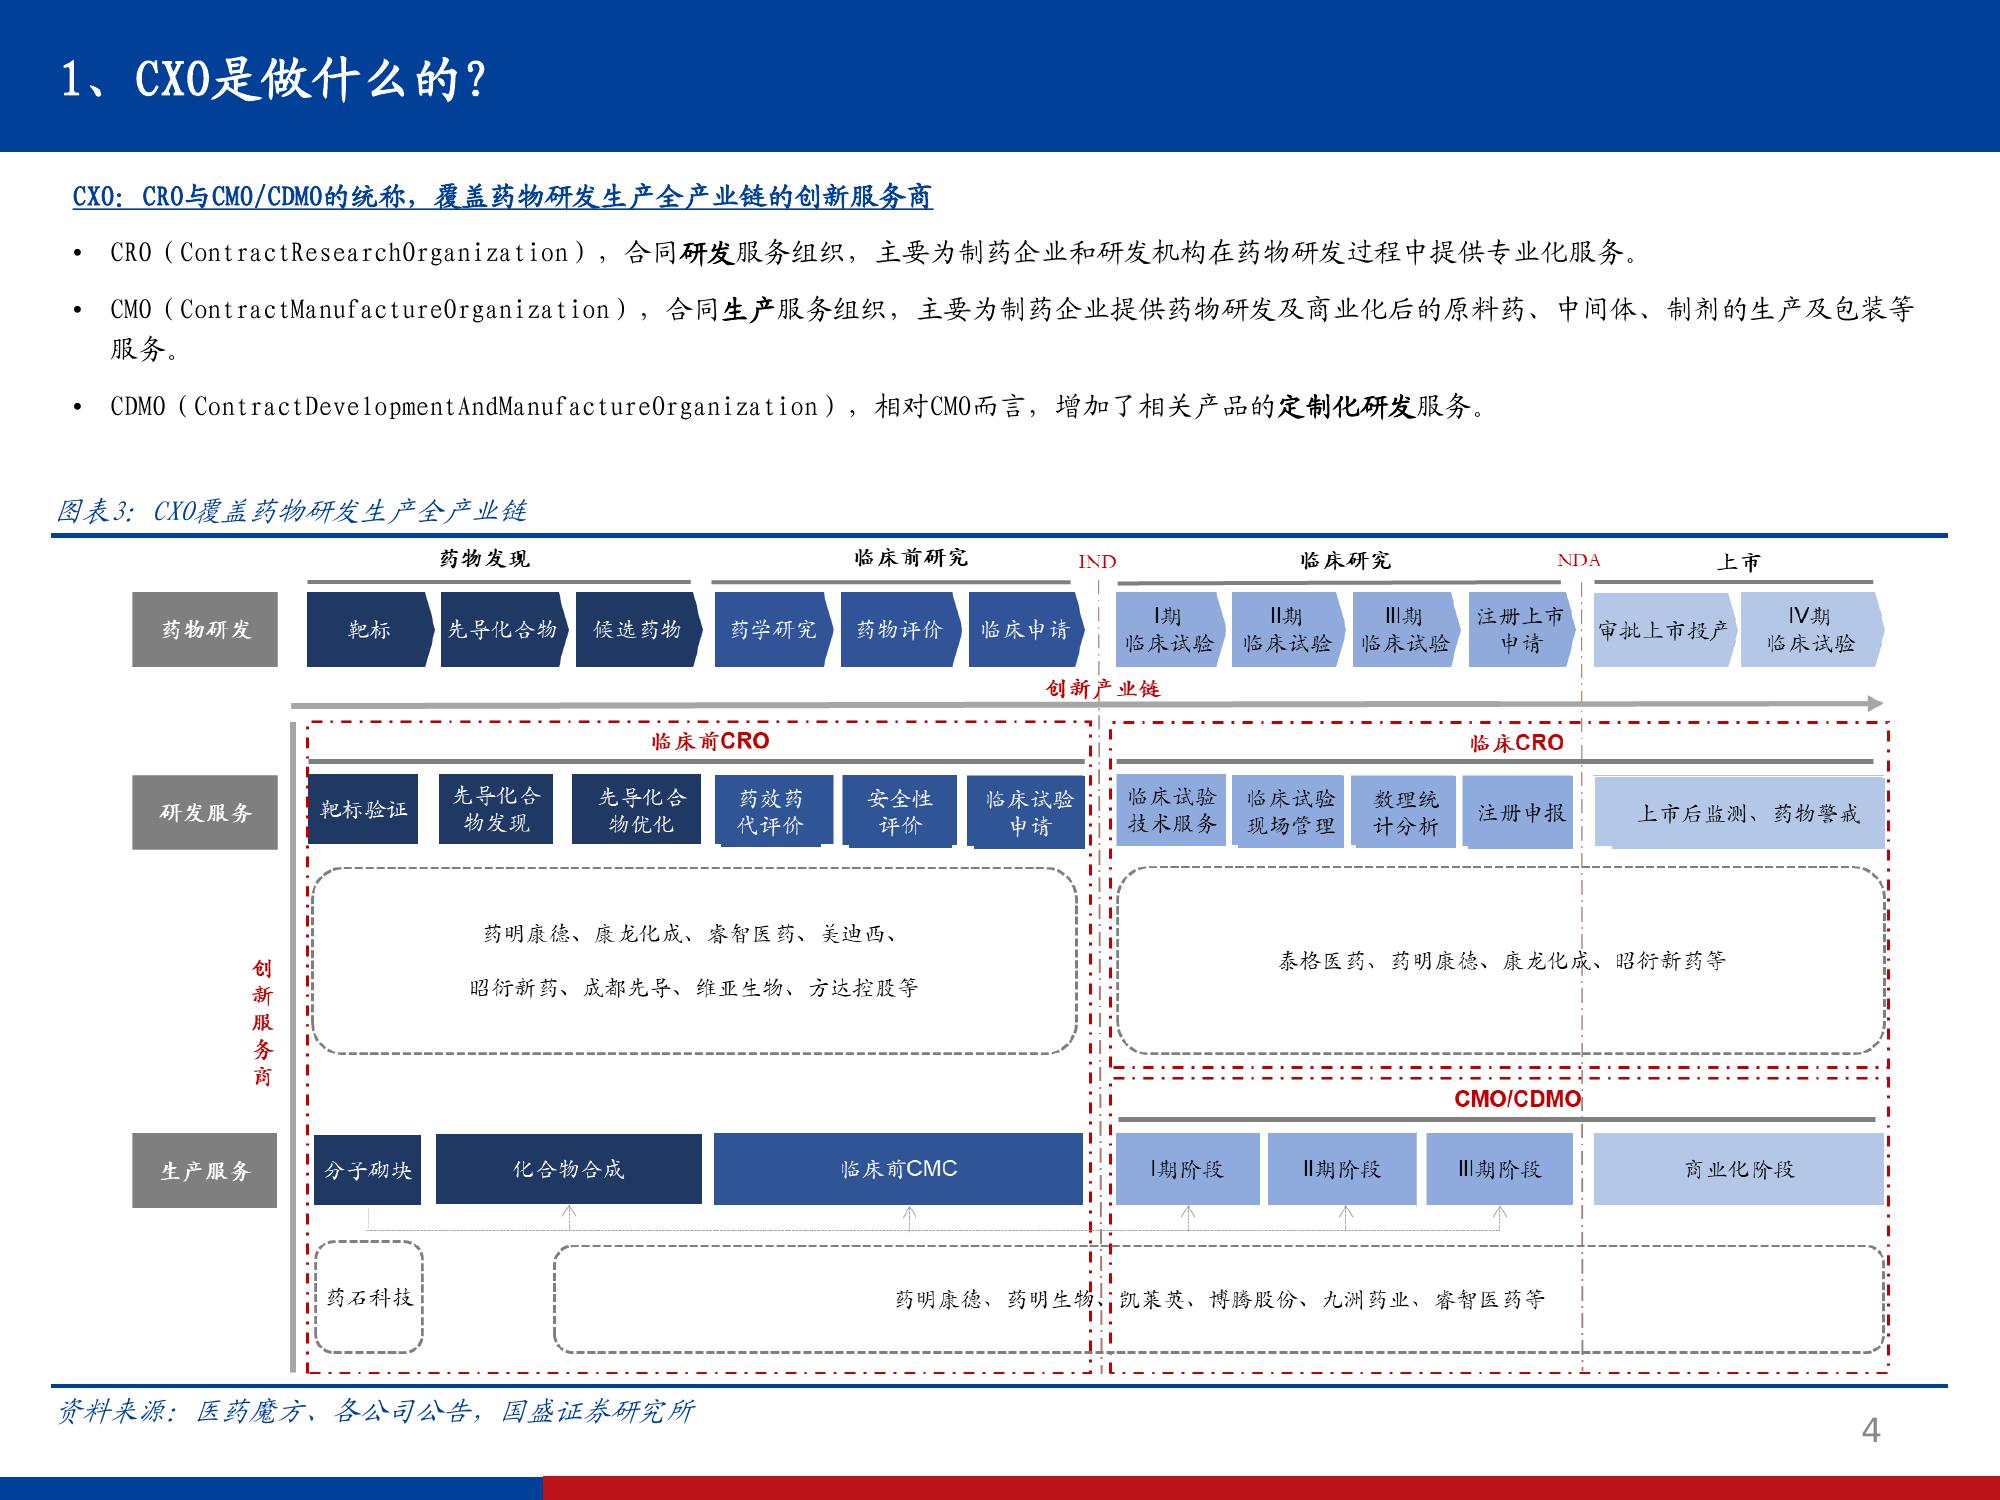 1、CXO是做什么的？
CXO：CRO与CMO/CDMO的统称，覆盖药物研发生产全产业链的创新服务商
• CRO（ContractResearchOrganization），合同研发服务组织，主要为制药企业和研发机构在药物研发过程中提供专业化服务。
• CMO（ContractManufactureOrganization），合同生产服务组织，主要为制药企业提供药物研发及商业化后的原料药、中间体、制剂的生产及包装等
服务。
• CDMO（ContractDevelopmentAndManufactureOrganization），相对CMO而言，增加了相关产品的定制化研发服务。
图表3：CXO覆盖药物研发生产全产业链
药物发现
临床前研究
IND
临床研究
NDA
上市
药物研发
靶标
先导化合物
候选药物
药学研究
药物评价
临床申请
I期
临床试验
II期
临床试验
III期
临床试验
注册上市
申请
审批上市投产
IV期
临床试验
创新产业链
临床前CRO
临床CRO
研发服务
靶标验证
先导化合
物发现
先导化合
物优化
药效药
代评价
安全性
评价
临床试验
申请
临床试验
技术服务
临床试验
现场管理
数理统
计分析
注册申报
上市后监测、药物警戒
创
新
服
务
商
药明康德、康龙化成、睿智医药、美迪西、
昭衍新药、成都先导、维亚生物、方达控股等
泰格医药、药明康德、康龙化成、昭衍新药等
CMO/CDMO
生产服务
分子砌块
化合物合成
临床前CMC
I期阶段
II期阶段
III期阶段
商业化阶段
药石科技
药明康德、药明生物、凯莱英、博腾股份、九洲药业、睿智医药等
资料来源：医药魔方、各公司公告，国盛证券研究所
4